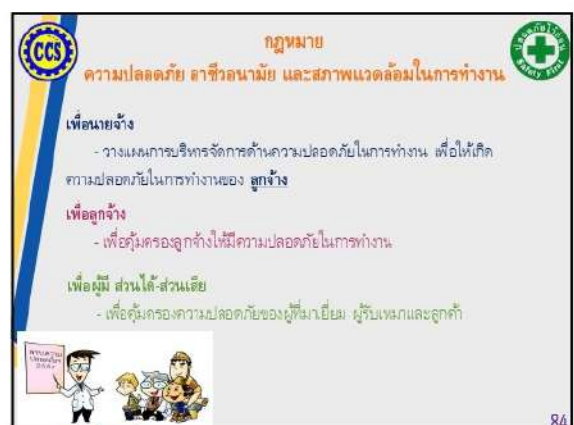 CCS
กฎหมาย
ความปลอดภัย อาชีวอนามัย และสภาพแวดล้อมในการทำงาน
ปลอดภัยไว้ก่อน
Safety First
เพื่อนายจ้าง
- วางแผนการบริหารจัดการด้านความปลอดภัยในการทำงาน เพื่อให้เกิด
ความปลอดภัยในการทำงานของ ลูกจ้าง
เพื่อลูกจ้าง
- เพื่อคุ้มครองลูกจ้างให้มีความปลอดภัยในการทำงาน
เพื่อผู้มี ส่วนได้-ส่วนเสีย
- เพื่อคุ้มครองความปลอดภัยของผู้ที่มาเยี่ยม ผู้รับเหมาและลูกค้า
84